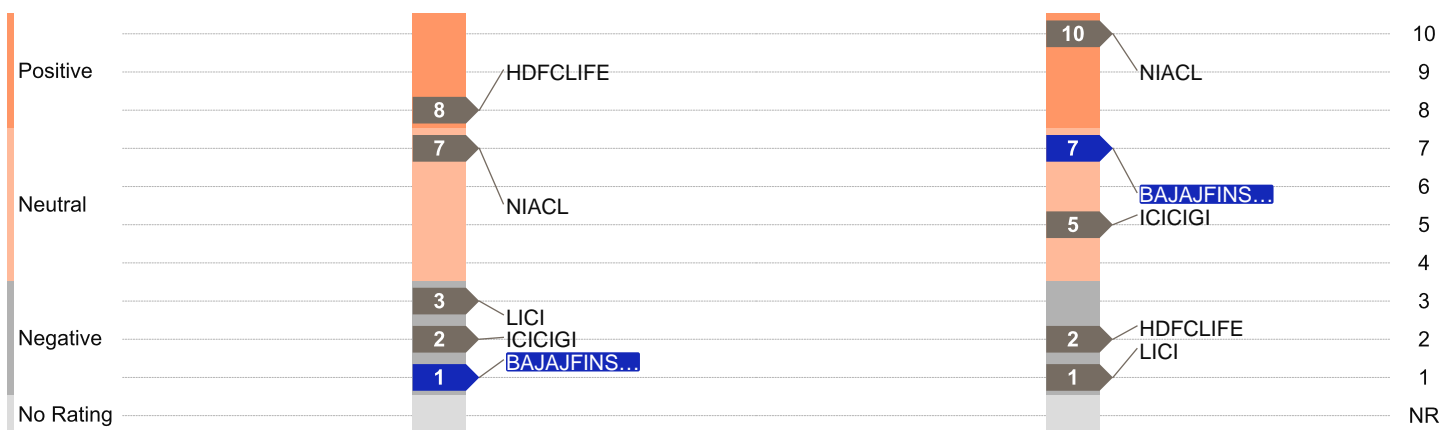 10 10
Positive HDFCLIFE NIACL 9
8 8
7 7 7
6
BAJAJFINS...
Neutral NIACL
ICICIGI
5 5
4
3 3
LICI
HDFCLIFE
Negative 2 ICICIGI 2 2
LICI
BAJAJFINS...
1 1 1
No Rating NR